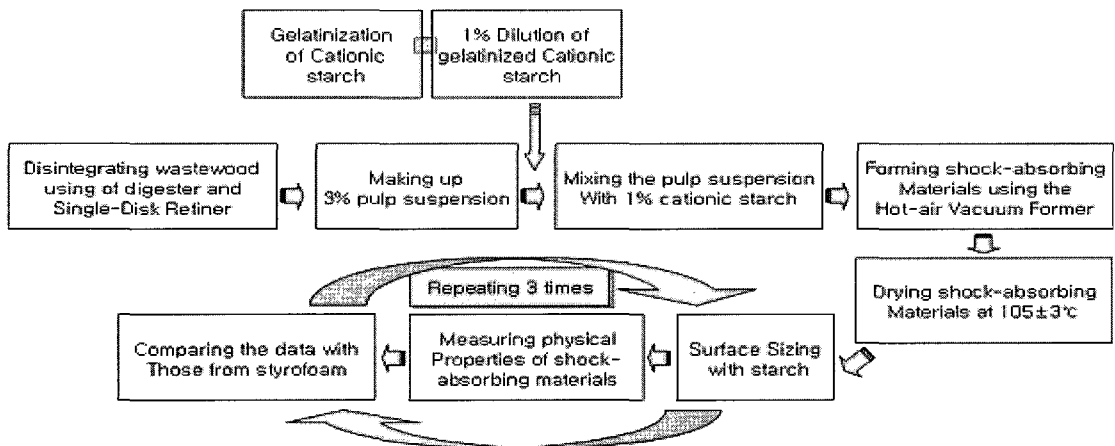 Gelatinization
of Cationic
starch
1% Dilution of
gelatinized Cationic
starch
Disintegrating wastewood
using of digester and
Single-Disk Refiner
Making up
3% pulp suspension
Mixing the pulp suspension
With 1% cationic starch
Forming shock-absorbing
Materials using the
Hot-air Vacuum Former
Drying shock-absorbing
Materials at 105±3℃
Repeating 3 times
Surface Sizing
with starch
Measuring physical
Properties of shock-
absorbing materials
Comparing the data with
Those from styrofoam